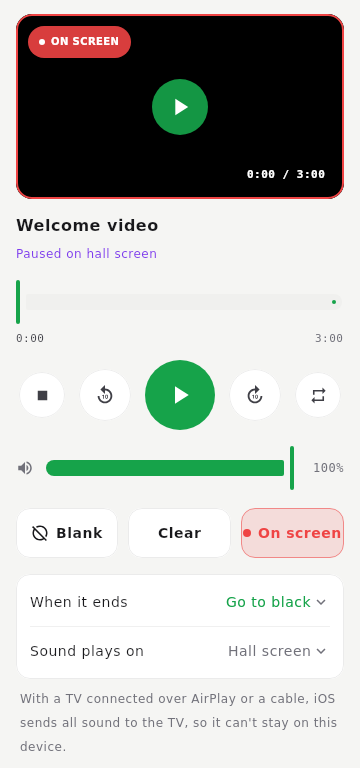 ON SCREEN
0:00 / 3:00
Welcome video
Paused on hall screen
0:00
3:00
10
10
100%
Blank
Clear
On screen
When it ends
Go to black
Sound plays on
Hall screen
With a TV connected over AirPlay or a cable, iOS
sends all sound to the TV, so it can't stay on this
device.